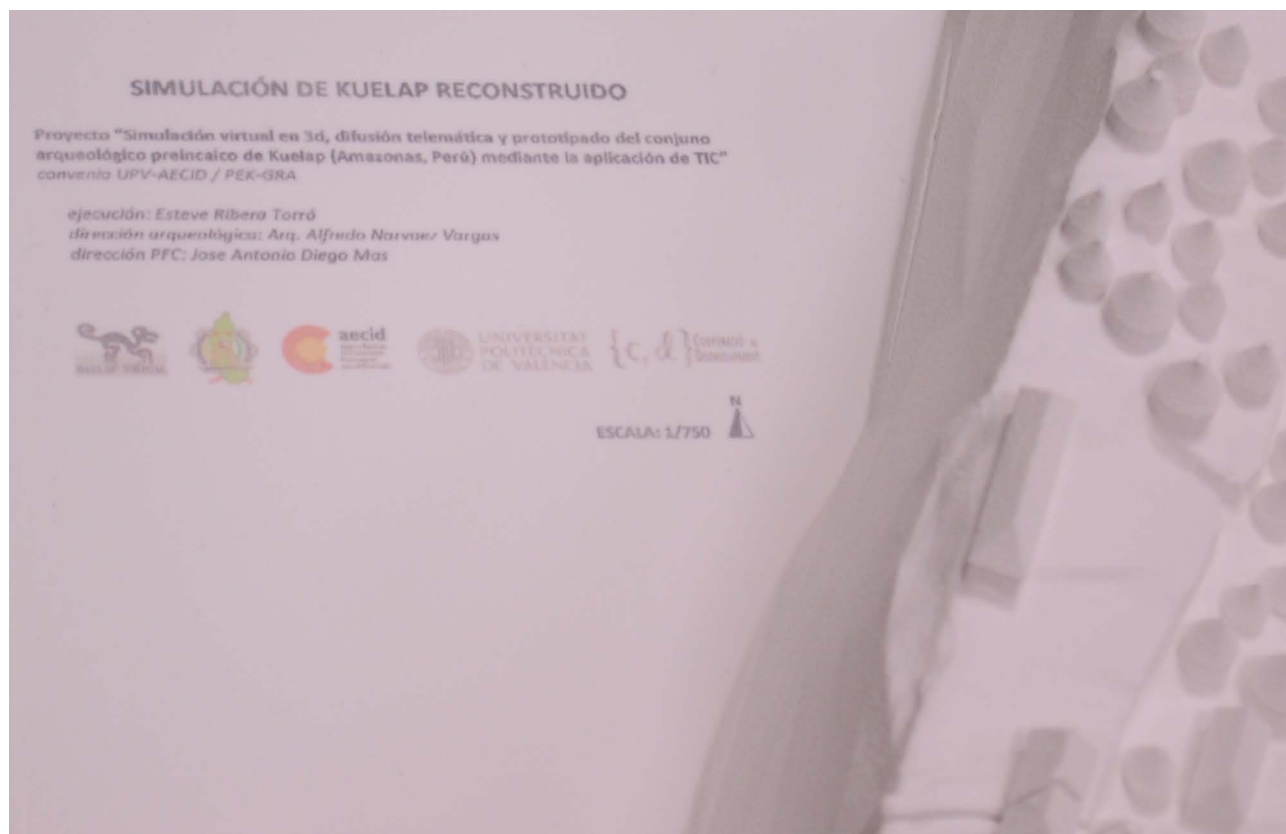 SIMULACIÓN DE KUELAP RECONSTRUIDO
Proyecto "Simulación virtual en 3d, difusión telemática y prototipado del conjuno
arqueológico preincaico de Kuelap (Amazonas, Perú) mediante la aplicación de TIC"
convenio UPV-AECID / PEK-GRA
ejecución: Esteve Ribera Torró
dirección arqueológica: Arq. Alfredo Narvaez Vargas
dirección PFC: Jose Antonio Diego Mas
KUELAP VIRTUAL
aecid
UNIVERSITAT
POLITÈCNICA
DE VALÈNCIA
{c, d}
ESCALA: 1/750
N